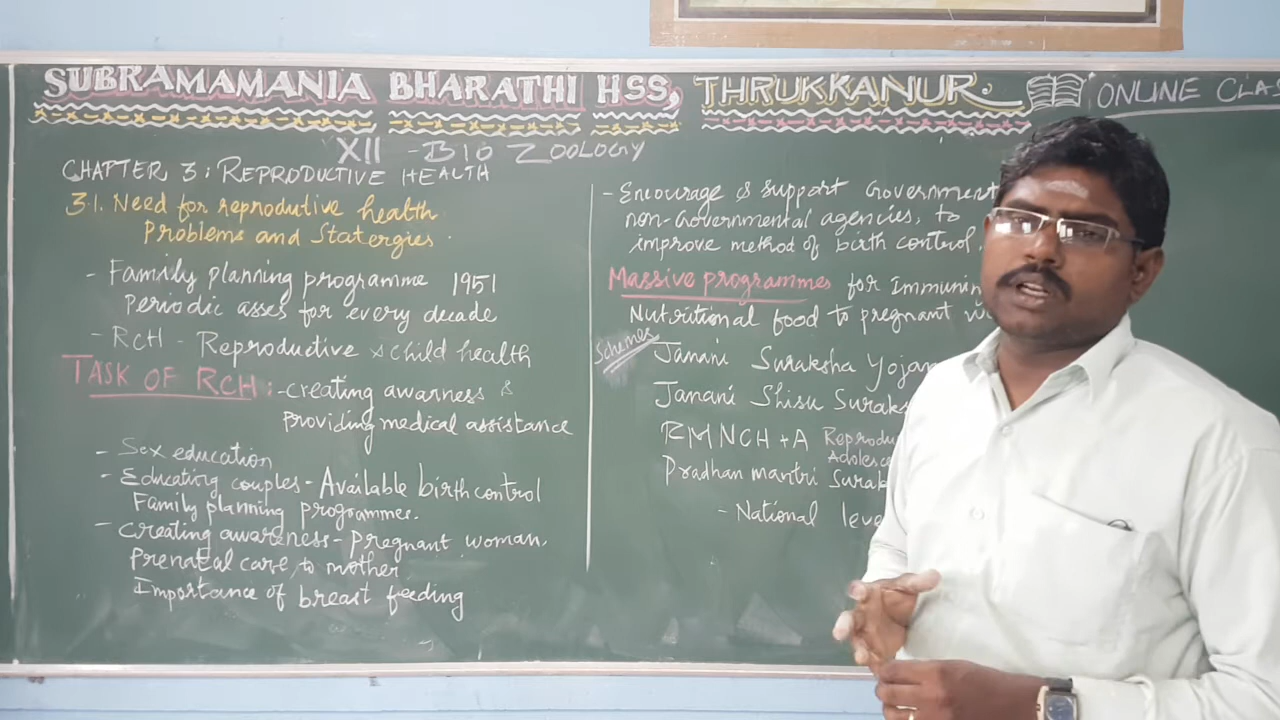 SUBRAMAMANIA BHARATHI HSS, THRUKKANUR.
ONLINE CLAS
XII - BIO ZOOLOGY
CHAPTER 3 : REPRODUCTIVE HEALTH
3.1. Need for reprodutive health
Problems and Statergies.
- Family planning programme 1951
Periodic asses for every decade
- RCH - Reproductive & child health
TASK OF RCH : - creating awarness &
providing medical assistance
- Sex education
- Educating couples - Available birth control
Family planning programmes.
- Creating awareness - pregnant woman,
Prenatal care to mother
Importance of breast feeding
- Encourage & support Government
non-Governmental agencies, to
improve method of birth control.
Massive programmes for Immunin
Nutritional food to pregnant
Schemes
Janani Suraksha Yojan
Janani Shisu Suraks
RMNCH+A Reprodu
Adolesce
Pradhan mantri Surak
- National leve